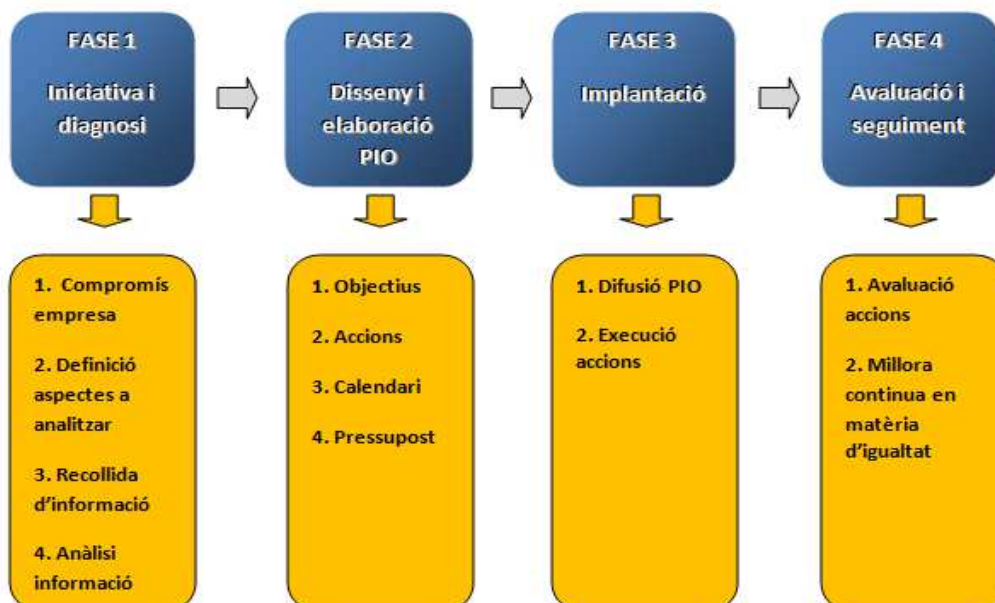 FASE 1
Iniciativa i
diagnosi
FASE 2
Disseny i
elaboració
PIO
FASE 3
Implantació
FASE 4
Avaluació i
seguiment
1. Compromís
empresa
2. Definició
aspectes a
analitzar
3. Recollida
d’informació
4. Anàlisi
informació
1. Objectius
2. Accions
3. Calendari
4. Pressupost
1. Difusió PIO
2. Execució
accions
1. Avaluació
accions
2. Millora
continua en
matèria
d’igualtat